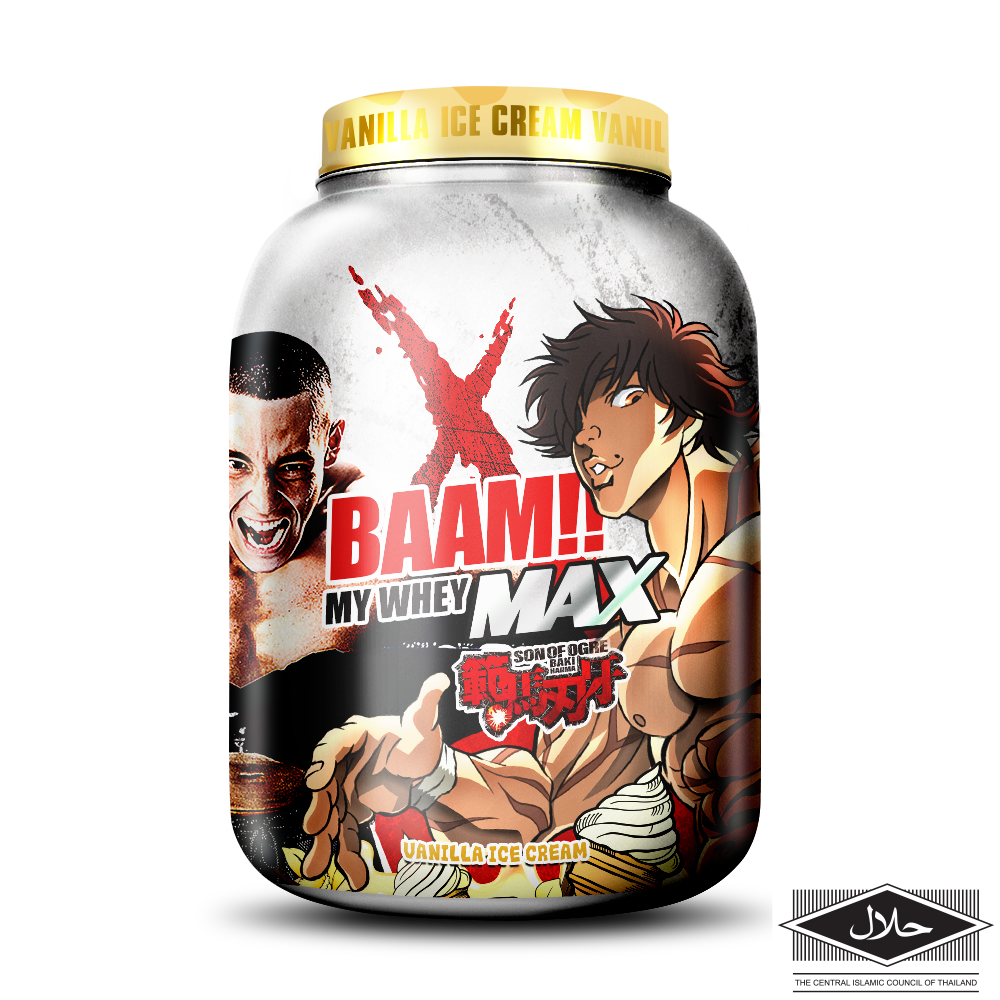 VANILLA ICE CREAM VANIL
X
BAAM!!
MY WHEY MAX
SON OF OGRE
BAKI
HANMA
範馬刃牙
VANILLA ICE CREAM
حلال
THE CENTRAL ISLAMIC COUNCIL OF THAILAND